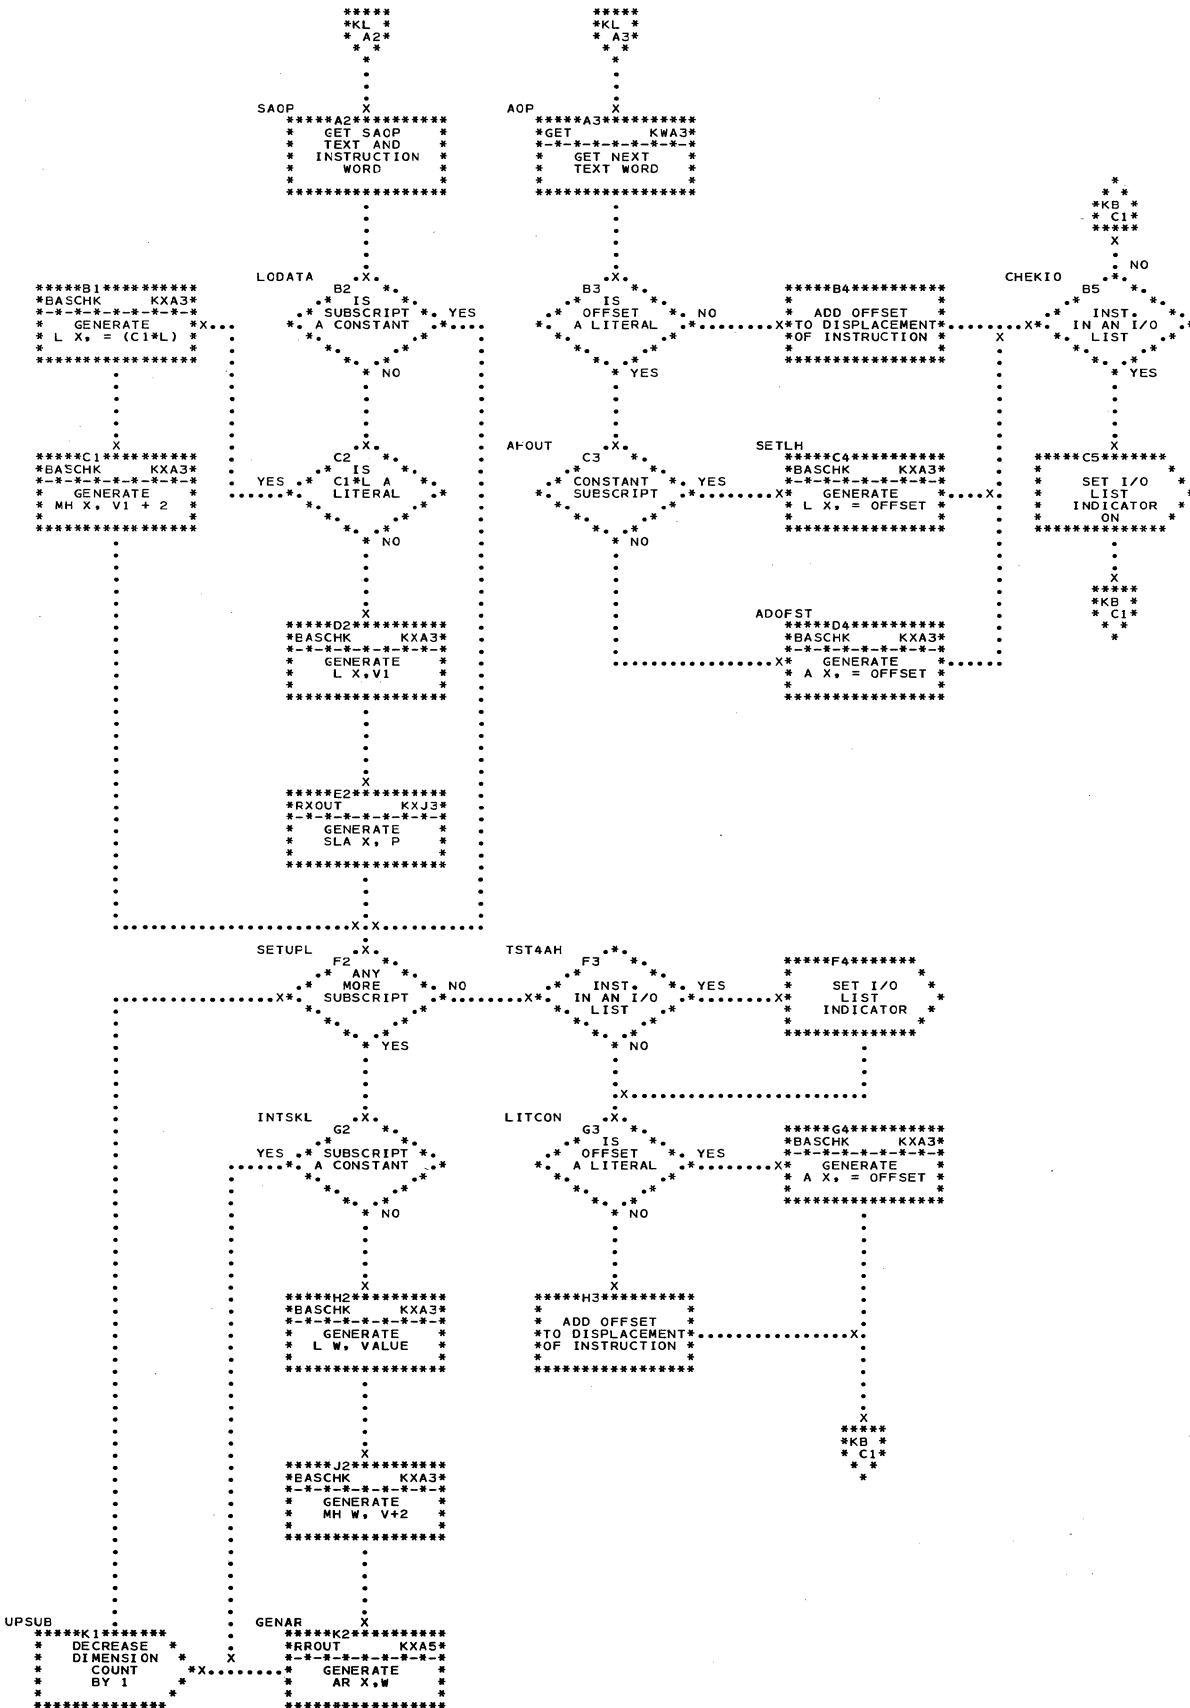 KL
A2
KL
A3
SAOP
A2
GET SAOP
TEXT AND
INSTRUCTION
WORD
AOP
A3
GET KWA3
GET NEXT
TEXT WORD
KB
C1
B1
BASCHK KXA3
GENERATE
L X, = (C1*L)
LODATA
B2
IS
SUBSCRIPT
A CONSTANT
YES
NO
B3
IS
OFFSET
A LITERAL
NO
YES
B4
ADD OFFSET
TO DISPLACEMENT
OF INSTRUCTION
CHEKIO
NO
B5
INST.
IN AN I/O
LIST
YES
C1
BASCHK KXA3
GENERATE
MH X, V1 + 2
C2
IS
C1*L A
LITERAL
YES
NO
AHOUT
C3
CONSTANT
SUBSCRIPT
YES
NO
SETLH
C4
BASCHK KXA3
GENERATE
L X, = OFFSET
C5
SET I/O
LIST
INDICATOR
ON
KB
C1
D2
BASCHK KXA3
GENERATE
L X,V1
ADOFST
D4
BASCHK KXA3
GENERATE
A X, = OFFSET
E2
RXOUT KXJ3
GENERATE
SLA X, P
SETUPL
F2
ANY
MORE
SUBSCRIPT
NO
YES
TST4AH
F3
INST.
IN AN I/O
LIST
YES
NO
F4
SET I/O
LIST
INDICATOR
INTSKL
G2
SUBSCRIPT
A CONSTANT
YES
NO
LITCON
G3
IS
OFFSET
A LITERAL
YES
NO
G4
BASCHK KXA3
GENERATE
A X, = OFFSET
H2
BASCHK KXA3
GENERATE
L W, VALUE
H3
ADD OFFSET
TO DISPLACEMENT
OF INSTRUCTION
KB
C1
J2
BASCHK KXA3
GENERATE
MH W, V+2
UPSUB
K1
DECREASE
DIMENSION
COUNT
BY 1
GENAR
K2
RROUT KXA5
GENERATE
AR X,W